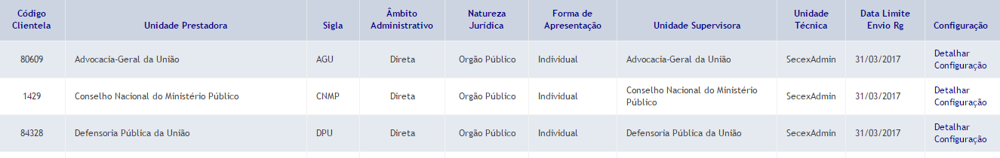 Código Clientela Unidade Prestadora Sigla Âmbito Administrativo Natureza Jurídica Forma de Apresentação Unidade Supervisora Unidade Técnica Data Limite Envio Rg Configuração
80609 Advocacia-Geral da União AGU Direta Orgão Público Individual Advocacia-Geral da União SecexAdmin 31/03/2017 Detalhar Configuração
1429 Conselho Nacional do Ministério Público CNMP Direta Orgão Público Individual Conselho Nacional do Ministério Público SecexAdmin 31/03/2017 Detalhar Configuração
84328 Defensoria Pública da União DPU Direta Orgão Público Individual Defensoria Pública da União SecexAdmin 31/03/2017 Detalhar Configuração